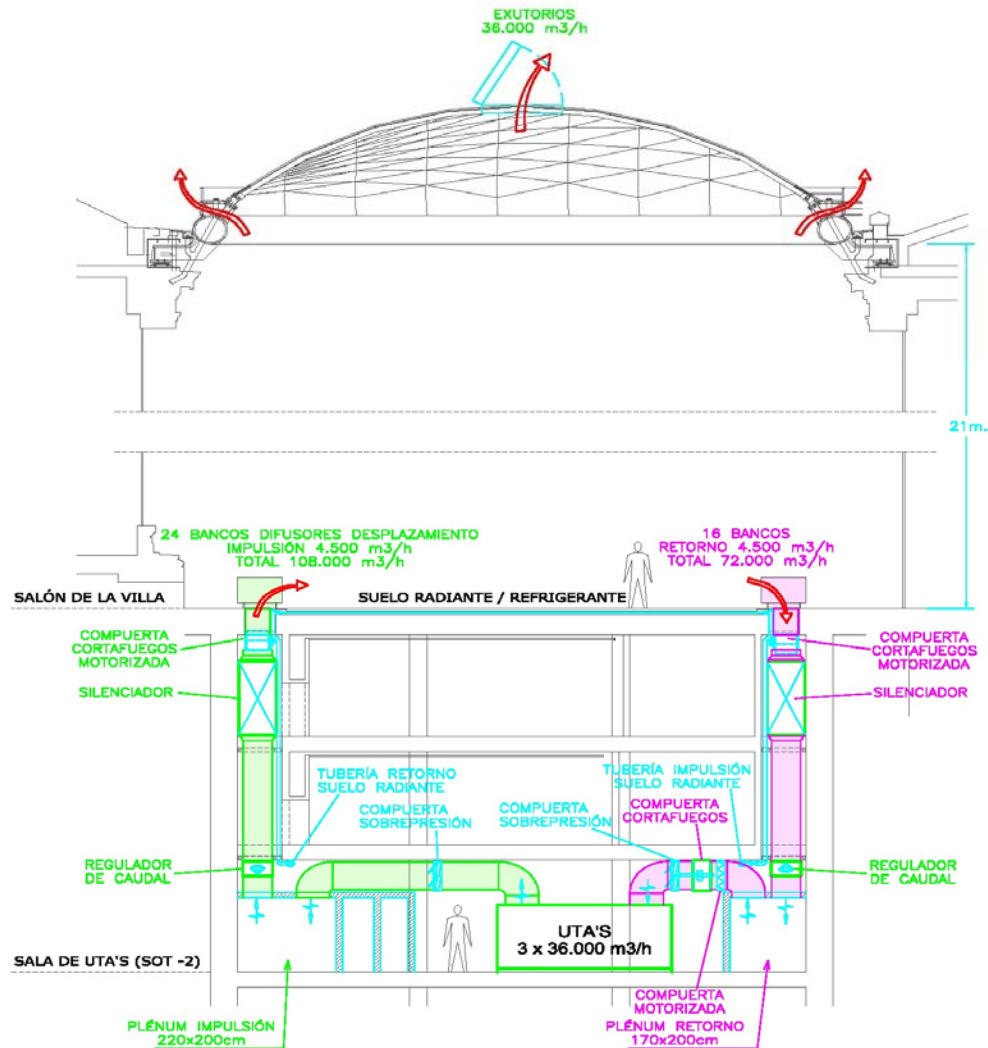 EXUTORIOS
36.000 m3/h
21m.
24 BANCOS DIFUSORES DESPLAZAMIENTO
IMPULSIÓN 4.500 m3/h
TOTAL 108.000 m3/h
16 BANCOS
RETORNO 4.500 m3/h
TOTAL 72.000 m3/h
SALÓN DE LA VILLA
SUELO RADIANTE / REFRIGERANTE
COMPUERTA
CORTAFUEGOS
MOTORIZADA
COMPUERTA
CORTAFUEGOS
MOTORIZADA
SILENCIADOR
SILENCIADOR
TUBERÍA RETORNO
SUELO RADIANTE
TUBERÍA IMPULSIÓN
SUELO RADIANTE
COMPUERTA
SOBREPRESIÓN
COMPUERTA
SOBREPRESIÓN
COMPUERTA
CORTAFUEGOS
REGULADOR
DE CAUDAL
REGULADOR
DE CAUDAL
UTA'S
3 x 36.000 m3/h
SALA DE UTA'S (SOT -2)
COMPUERTA
MOTORIZADA
PLÉNUM IMPULSIÓN
220x200cm
PLÉNUM RETORNO
170x200cm